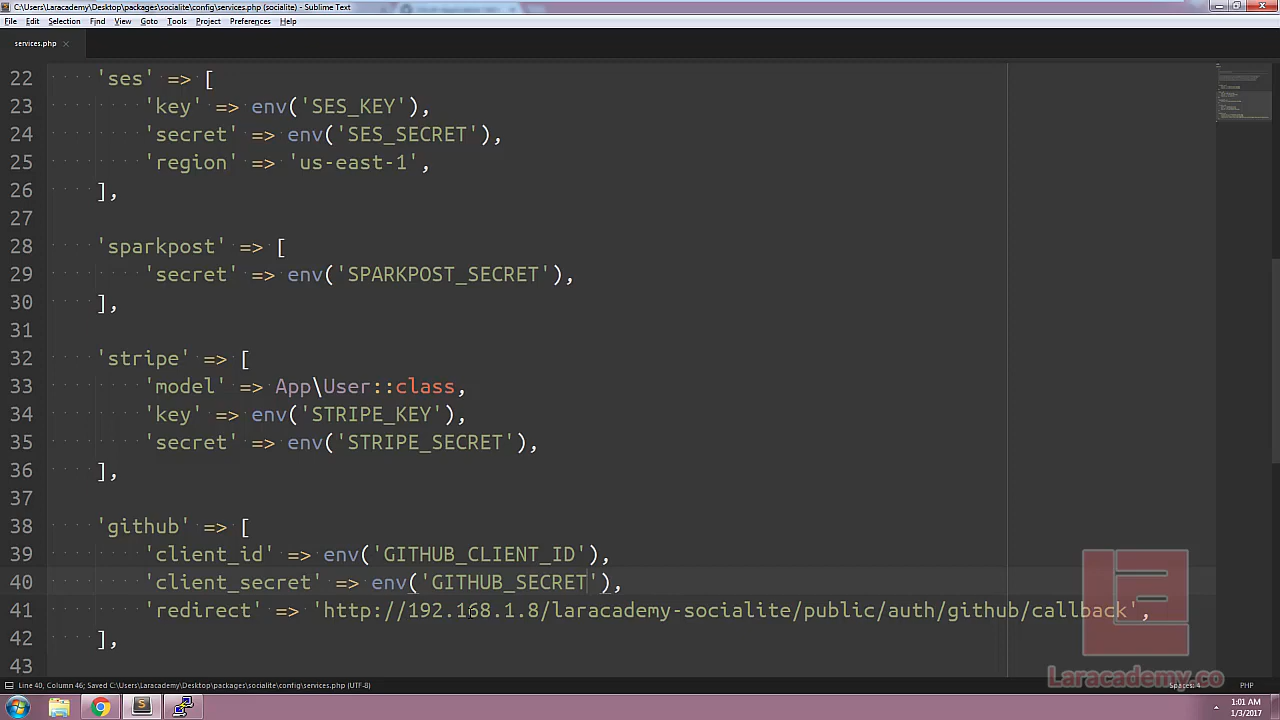 C:\Users\Laracademy\Desktop\packages\socialite\config\services.php (socialite) - Sublime Text
File Edit Selection Find View Goto Tools Project Preferences Help
services.php ×
22 'ses' => [
23 'key' => env('SES_KEY'),
24 'secret' => env('SES_SECRET'),
25 'region' => 'us-east-1',
26 ],
27
28 'sparkpost' => [
29 'secret' => env('SPARKPOST_SECRET'),
30 ],
31
32 'stripe' => [
33 'model' => App\User::class,
34 'key' => env('STRIPE_KEY'),
35 'secret' => env('STRIPE_SECRET'),
36 ],
37
38 'github' => [
39 'client_id' => env('GITHUB_CLIENT_ID'),
40 'client_secret' => env('GITHUB_SECRET'),
41 'redirect' => 'http://192.168.1.8/laracademy-socialite/public/auth/github/callback',
42 ],
43
Laracademy.co
Line 40, Column 46; Saved C:\Users\Laracademy\Desktop\packages\socialite\config\services.php (UTF-8) Spaces: 4 PHP
1:01 AM
1/3/2017